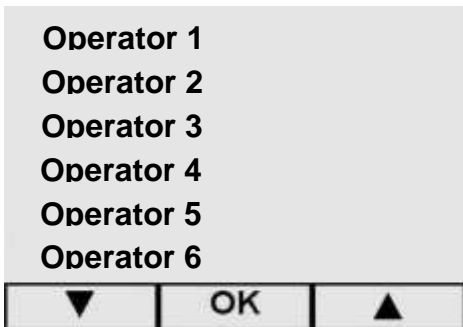 Operator 1
Operator 2
Operator 3
Operator 4
Operator 5
Operator 6
▼ OK ▲